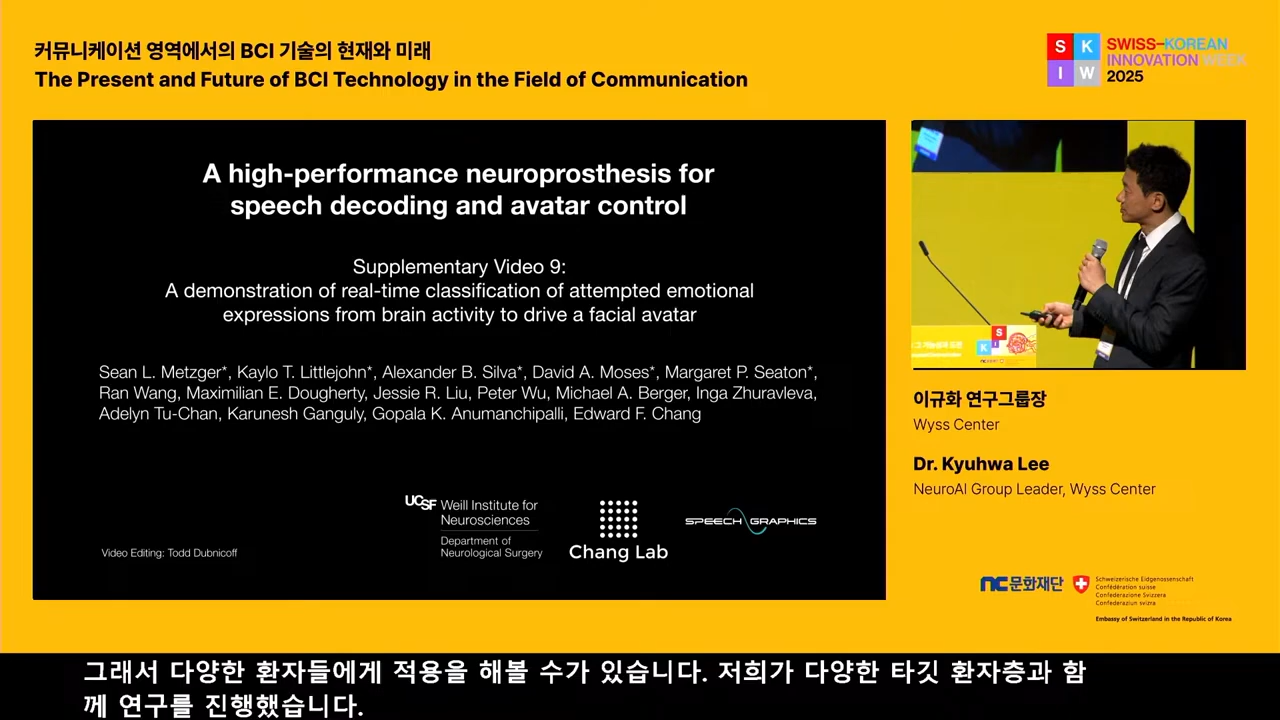 커뮤니케이션 영역에서의 BCI 기술의 현재와 미래
The Present and Future of BCI Technology in the Field of Communication
S K
I W
SWISS–KOREAN
INNOVATION WEEK
2025
A high-performance neuroprosthesis for
speech decoding and avatar control
Supplementary Video 9:
A demonstration of real-time classification of attempted emotional
expressions from brain activity to drive a facial avatar
Sean L. Metzger*, Kaylo T. Littlejohn*, Alexander B. Silva*, David A. Moses*, Margaret P. Seaton*,
Ran Wang, Maximilian E. Dougherty, Jessie R. Liu, Peter Wu, Michael A. Berger, Inga Zhuravleva,
Adelyn Tu-Chan, Karunesh Ganguly, Gopala K. Anumanchipalli, Edward F. Chang
UCSF Weill Institute for
Neurosciences
Department of
Neurological Surgery
Chang Lab
SPEECH GRAPHICS
Video Editing: Todd Dubnicoff
S
K I
이규화 연구그룹장
Wyss Center
Dr. Kyuhwa Lee
NeuroAI Group Leader, Wyss Center
nc문화재단
Schweizerische Eidgenossenschaft
Confédération suisse
Confederazione Svizzera
Confederaziun svizra
Embassy of Switzerland in the Republic of Korea
그래서 다양한 환자들에게 적용을 해볼 수가 있습니다. 저희가 다양한 타깃 환자층과 함
께 연구를 진행했습니다.